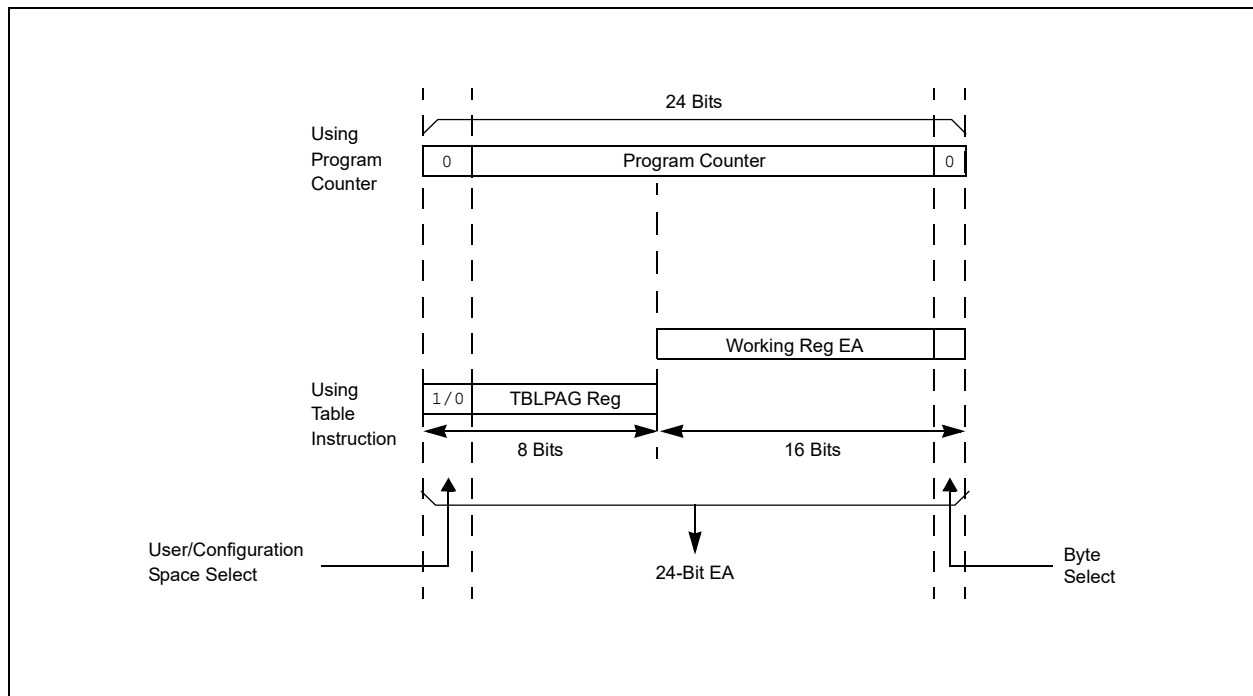 24 Bits
Using
Program
Counter
0
Program Counter
0
Working Reg EA
Using
Table
Instruction
1/0
TBLPAG Reg
8 Bits
16 Bits
User/Configuration
Space Select
24-Bit EA
Byte
Select